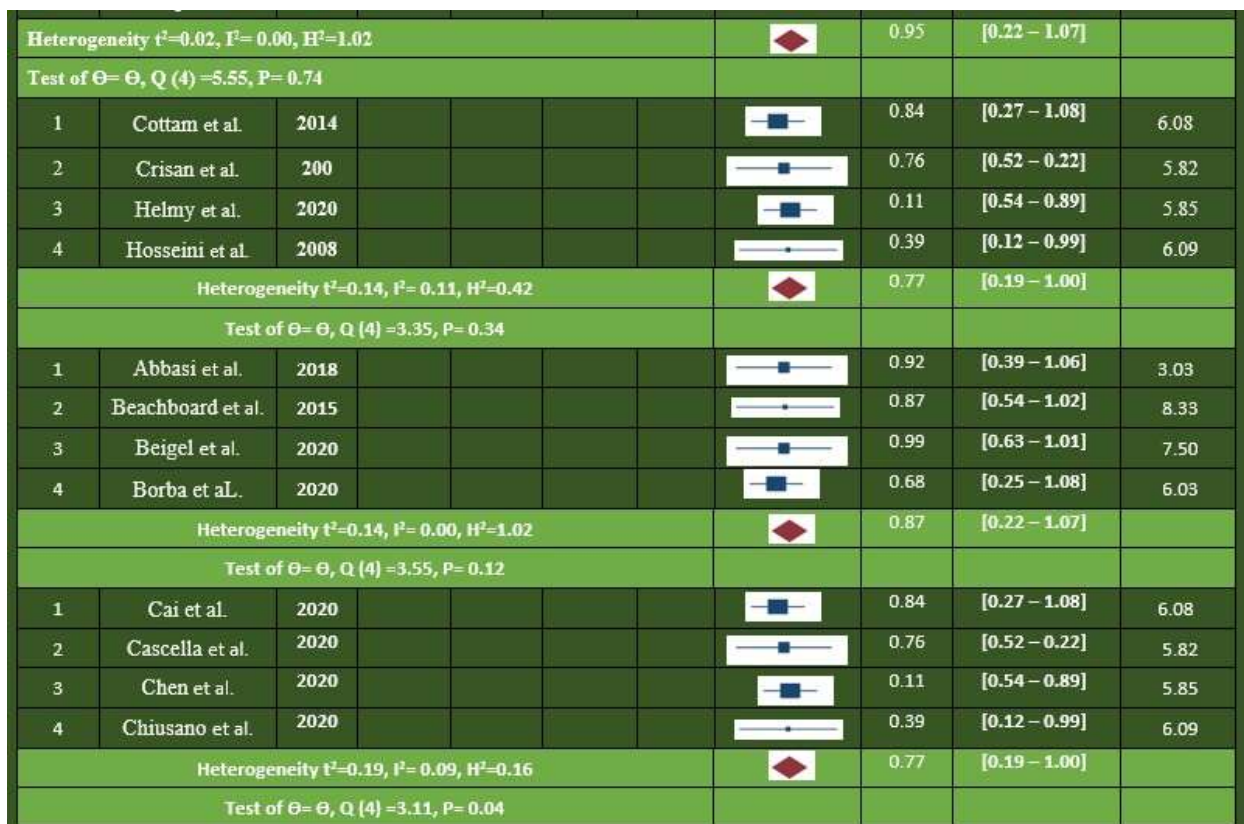 Heterogeneity t²=0.02, I²= 0.00, H²=1.02 0.95 [0.22 – 1.07]
Test of Ɵ= Ɵ, Q (4) =5.55, P= 0.74
1 Cottam et al. 2014 0.84 [0.27 – 1.08] 6.08
2 Crisan et al. 200 0.76 [0.52 – 0.22] 5.82
3 Helmy et al. 2020 0.11 [0.54 – 0.89] 5.85
4 Hosseini et al. 2008 0.39 [0.12 – 0.99] 6.09
Heterogeneity t²=0.14, I²= 0.11, H²=0.42 0.77 [0.19 – 1.00]
Test of Ɵ= Ɵ, Q (4) =3.35, P= 0.34
1 Abbasi et al. 2018 0.92 [0.39 – 1.06] 3.03
2 Beachboard et al. 2015 0.87 [0.54 – 1.02] 8.33
3 Beigel et al. 2020 0.99 [0.63 – 1.01] 7.50
4 Borba et aL. 2020 0.68 [0.25 – 1.08] 6.03
Heterogeneity t²=0.14, I²= 0.00, H²=1.02 0.87 [0.22 – 1.07]
Test of Ɵ= Ɵ, Q (4) =3.55, P= 0.12
1 Cai et al. 2020 0.84 [0.27 – 1.08] 6.08
2 Cascella et al. 2020 0.76 [0.52 – 0.22] 5.82
3 Chen et al. 2020 0.11 [0.54 – 0.89] 5.85
4 Chiusano et al. 2020 0.39 [0.12 – 0.99] 6.09
Heterogeneity t²=0.19, I²= 0.09, H²=0.16 0.77 [0.19 – 1.00]
Test of Ɵ= Ɵ, Q (4) =3.11, P= 0.04